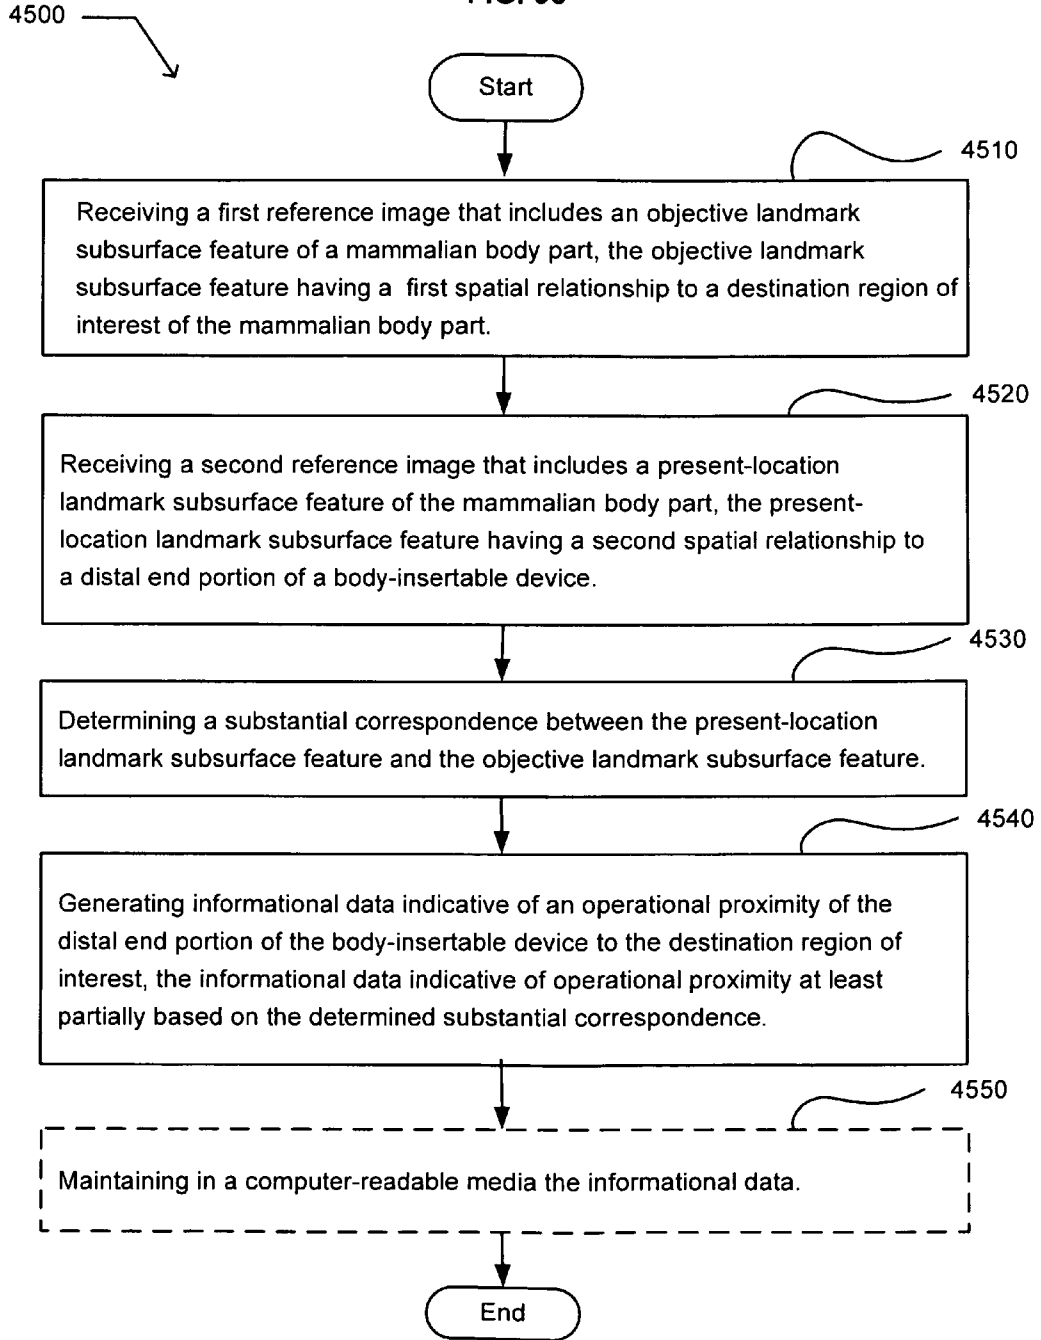 4500
Start
4510
Receiving a first reference image that includes an objective landmark
subsurface feature of a mammalian body part, the objective landmark
subsurface feature having a first spatial relationship to a destination region of
interest of the mammalian body part.
4520
Receiving a second reference image that includes a present-location
landmark subsurface feature of the mammalian body part, the present-
location landmark subsurface feature having a second spatial relationship to
a distal end portion of a body-insertable device.
4530
Determining a substantial correspondence between the present-location
landmark subsurface feature and the objective landmark subsurface feature.
4540
Generating informational data indicative of an operational proximity of the
distal end portion of the body-insertable device to the destination region of
interest, the informational data indicative of operational proximity at least
partially based on the determined substantial correspondence.
4550
Maintaining in a computer-readable media the informational data.
End